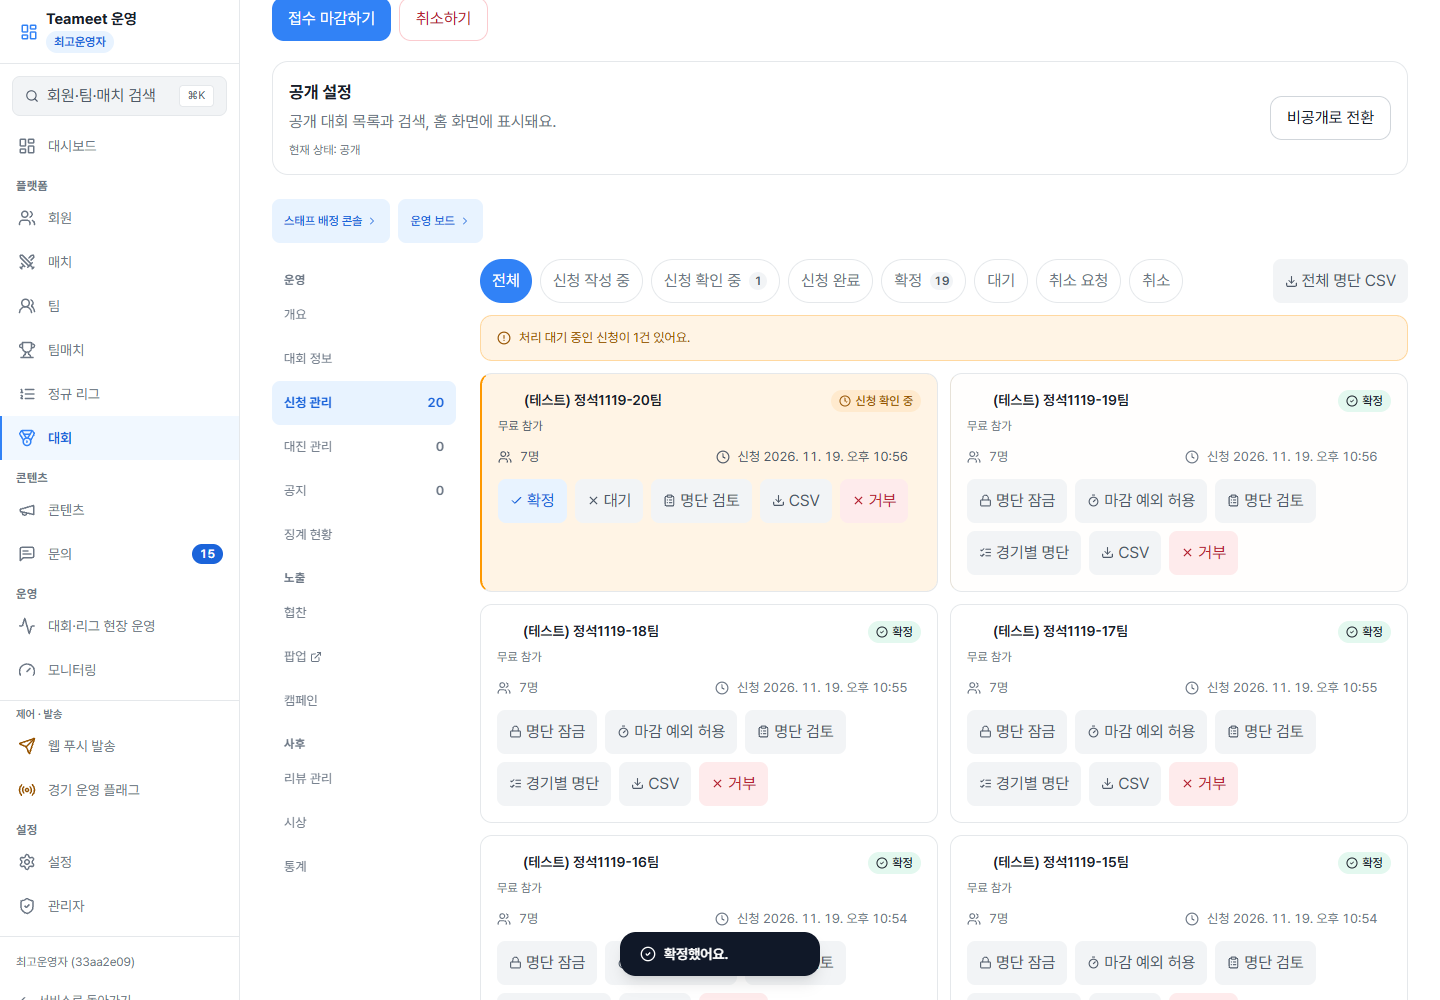 Teameet 운영
최고운영자
회원·팀·매치 검색 ⌘K
대시보드
플랫폼
회원
매치
팀
팀매치
정규 리그
대회
콘텐츠
콘텐츠
문의 15
운영
대회·리그 현장 운영
모니터링
제어 · 발송
웹 푸시 발송
경기 운영 플래그
설정
설정
관리자
최고운영자 (33aa2e09)
접수 마감하기 취소하기
공개 설정
공개 대회 목록과 검색, 홈 화면에 표시돼요.
현재 상태: 공개
비공개로 전환
스태프 배정 콘솔 운영 보드
운영
개요
대회 정보
신청 관리 20
대진 관리 0
공지 0
징계 현황
노출
협찬
팝업
캠페인
사후
리뷰 관리
시상
통계
전체 신청 작성 중 신청 확인 중 1 신청 완료 확정 19 대기 취소 요청 취소 전체 명단 CSV
처리 대기 중인 신청이 1건 있어요.
(테스트) 정석1119-20팀 신청 확인 중
무료 참가
7명 신청 2026. 11. 19. 오후 10:56
확정 대기 명단 검토 CSV 거부
(테스트) 정석1119-19팀 확정
무료 참가
7명 신청 2026. 11. 19. 오후 10:56
명단 잠금 마감 예외 허용 명단 검토
경기별 명단 CSV 거부
(테스트) 정석1119-18팀 확정
무료 참가
7명 신청 2026. 11. 19. 오후 10:55
명단 잠금 마감 예외 허용 명단 검토
경기별 명단 CSV 거부
(테스트) 정석1119-17팀 확정
무료 참가
7명 신청 2026. 11. 19. 오후 10:55
명단 잠금 마감 예외 허용 명단 검토
경기별 명단 CSV 거부
(테스트) 정석1119-16팀 확정
무료 참가
7명 신청 2026. 11. 19. 오후 10:54
명단 잠금
(테스트) 정석1119-15팀 확정
무료 참가
7명 신청 2026. 11. 19. 오후 10:54
명단 잠금 마감 예외 허용 명단 검토
확정했어요.